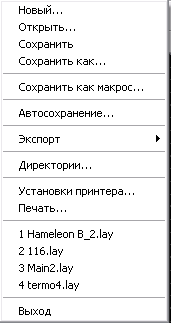 Новый...
Открыть...
Сохранить
Сохранить как...
Сохранить как макрос...
Автосохранение...
Экспорт
Директории...
Установки принтера...
Печать...
1 Hameleon B_2.lay
2 116.lay
3 Main2.lay
4 termo4.lay
Выход